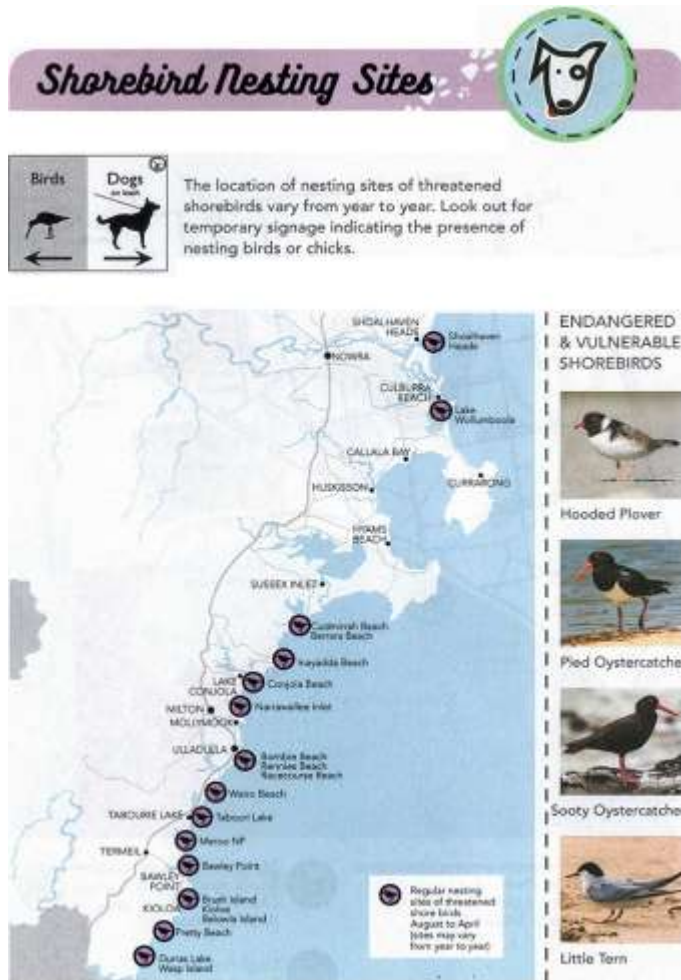 Shorebird Nesting Sites
Birds
Dogs
on leash
The location of nesting sites of threatened
shorebirds vary from year to year. Look out for
temporary signage indicating the presence of
nesting birds or chicks.
SHOALHAVEN
HEADS
Shoalhaven
Heads
NOWRA
CULBURRA
BEACH
Lake
Wollumboola
CALLALA BAY
CURRARONG
HUSKISSON
HYAMS
BEACH
SUSSEX INLET
Cudmirrah Beach
Berrara Beach
Inyadda Beach
LAKE
CONJOLA
Conjola Beach
MILTON
Narrawallee Inlet
MOLLYMOOK
ULLADULLA
Rennies Beach
Racecourse Beach
Wairo Beach
TABOURIE LAKE
Tabouri Lake
Meroo NP
TERMEIL
Bawley Point
BAWLEY
POINT
KIOLOA
Brush Island
Kioloa
Belowla Island
Pretty Beach
Durras Lake
Wasp Island
Regular nesting
sites of threatened
shore birds
August to April
(sites may vary
from year to year)
ENDANGERED
& VULNERABLE
SHOREBIRDS
Hooded Plover
Pied Oystercatche
Sooty Oystercatche
Little Tern